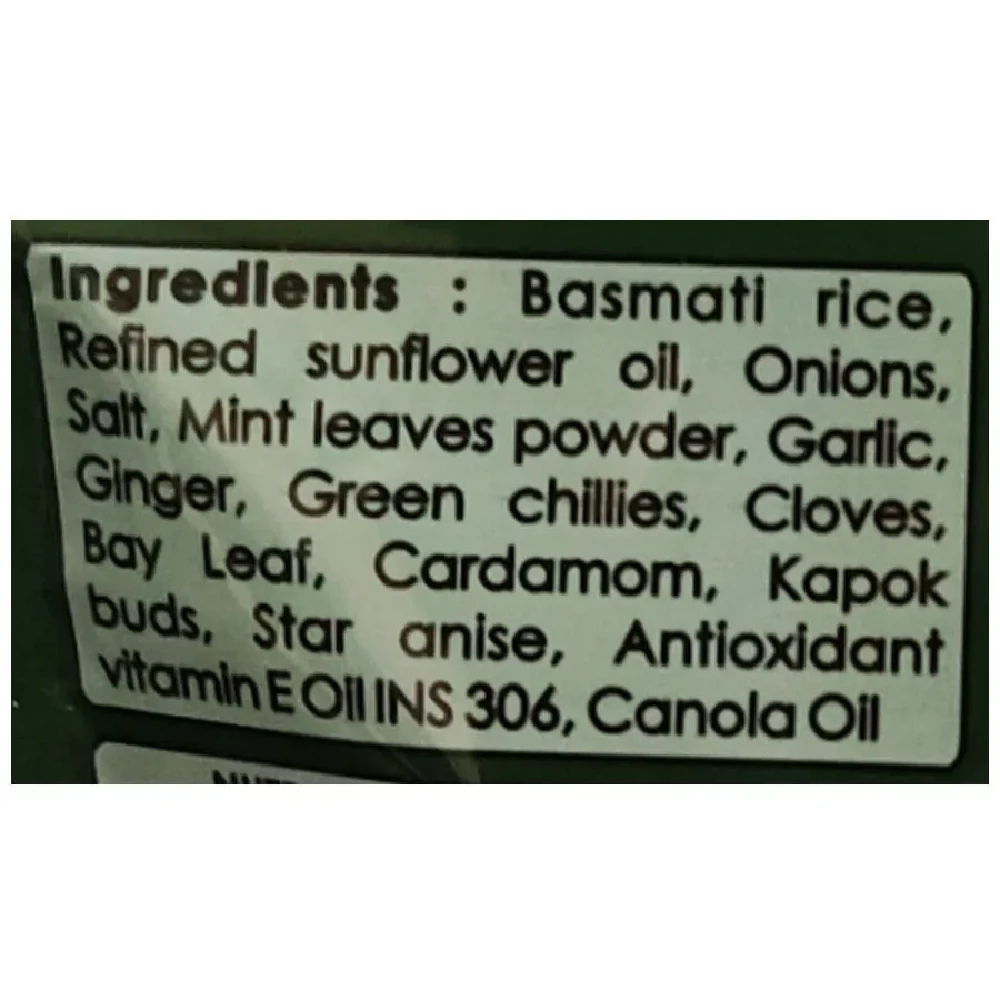 Ingredients : Basmati rice,
Refined sunflower oil, Onions,
Salt, Mint leaves powder, Garlic,
Ginger, Green chillies, Cloves,
Bay Leaf, Cardamom, Kapok
buds, Star anise, Antioxidant
vitamin E Oil INS 306, Canola Oil